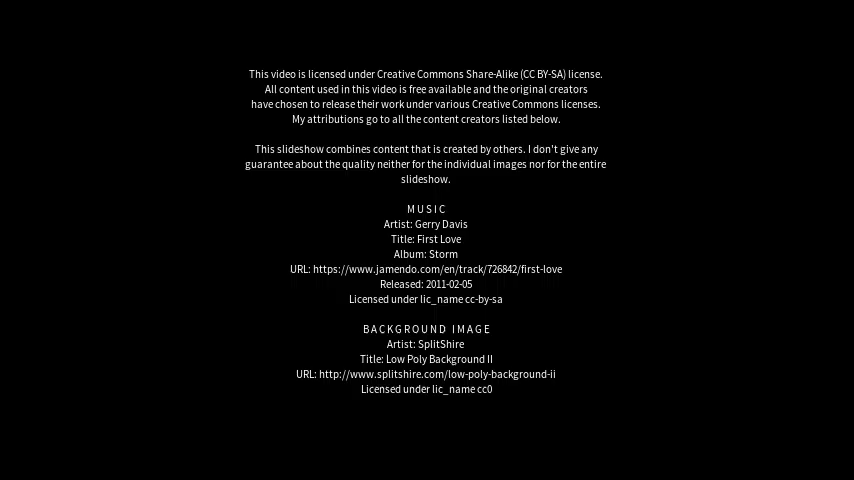 This video is licensed under Creative Commons Share-Alike (CC BY-SA) license.
All content used in this video is free available and the original creators
have chosen to release their work under various Creative Commons licenses.
My attributions go to all the content creators listed below.
This slideshow combines content that is created by others. I don't give any
guarantee about the quality neither for the individual images nor for the entire
slideshow.
MUSIC
Artist: Gerry Davis
Title: First Love
Album: Storm
URL: https://www.jamendo.com/en/track/726842/first-love
Released: 2011-02-05
Licensed under lic_name cc-by-sa
BACKGROUND IMAGE
Artist: SplitShire
Title: Low Poly Background II
URL: http://www.splitshire.com/low-poly-background-ii
Licensed under lic_name cc0